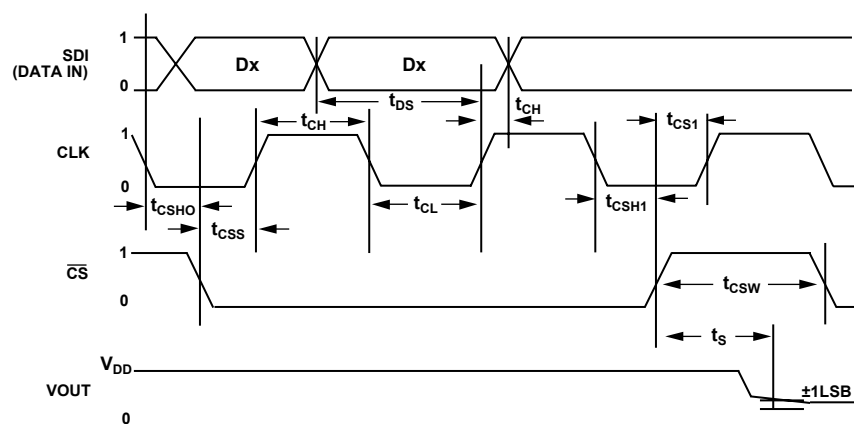 SDI
(DATA IN)
1
0
Dx
Dx
tDS
tCH
tCH
tCS1
CLK
1
0
tCSHO
tCSS
tCL
tCSH1
CS
1
0
tCSW
tS
VOUT
VDD
0
±1LSB